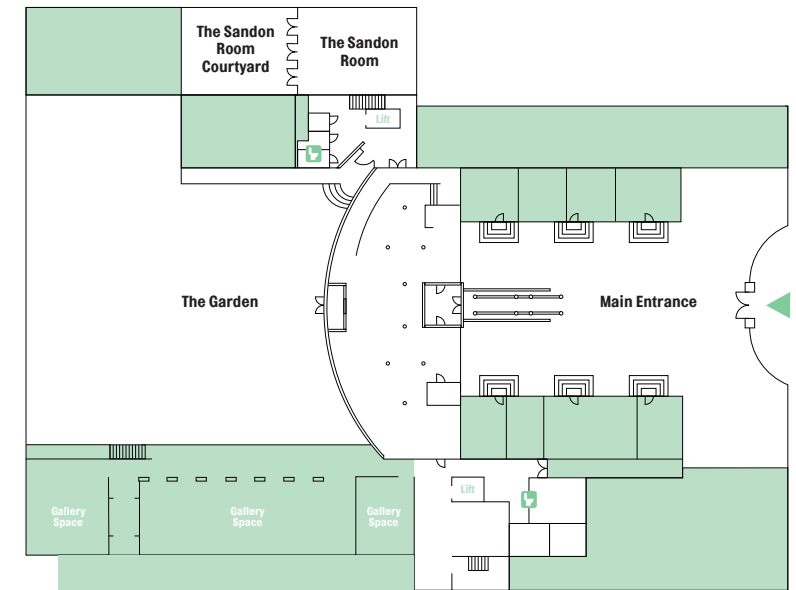 The Sandon
Room
Courtyard
The Sandon
Room
Lift
The Garden
Main Entrance
Lift
Gallery
Space
Gallery
Space
Gallery
Space